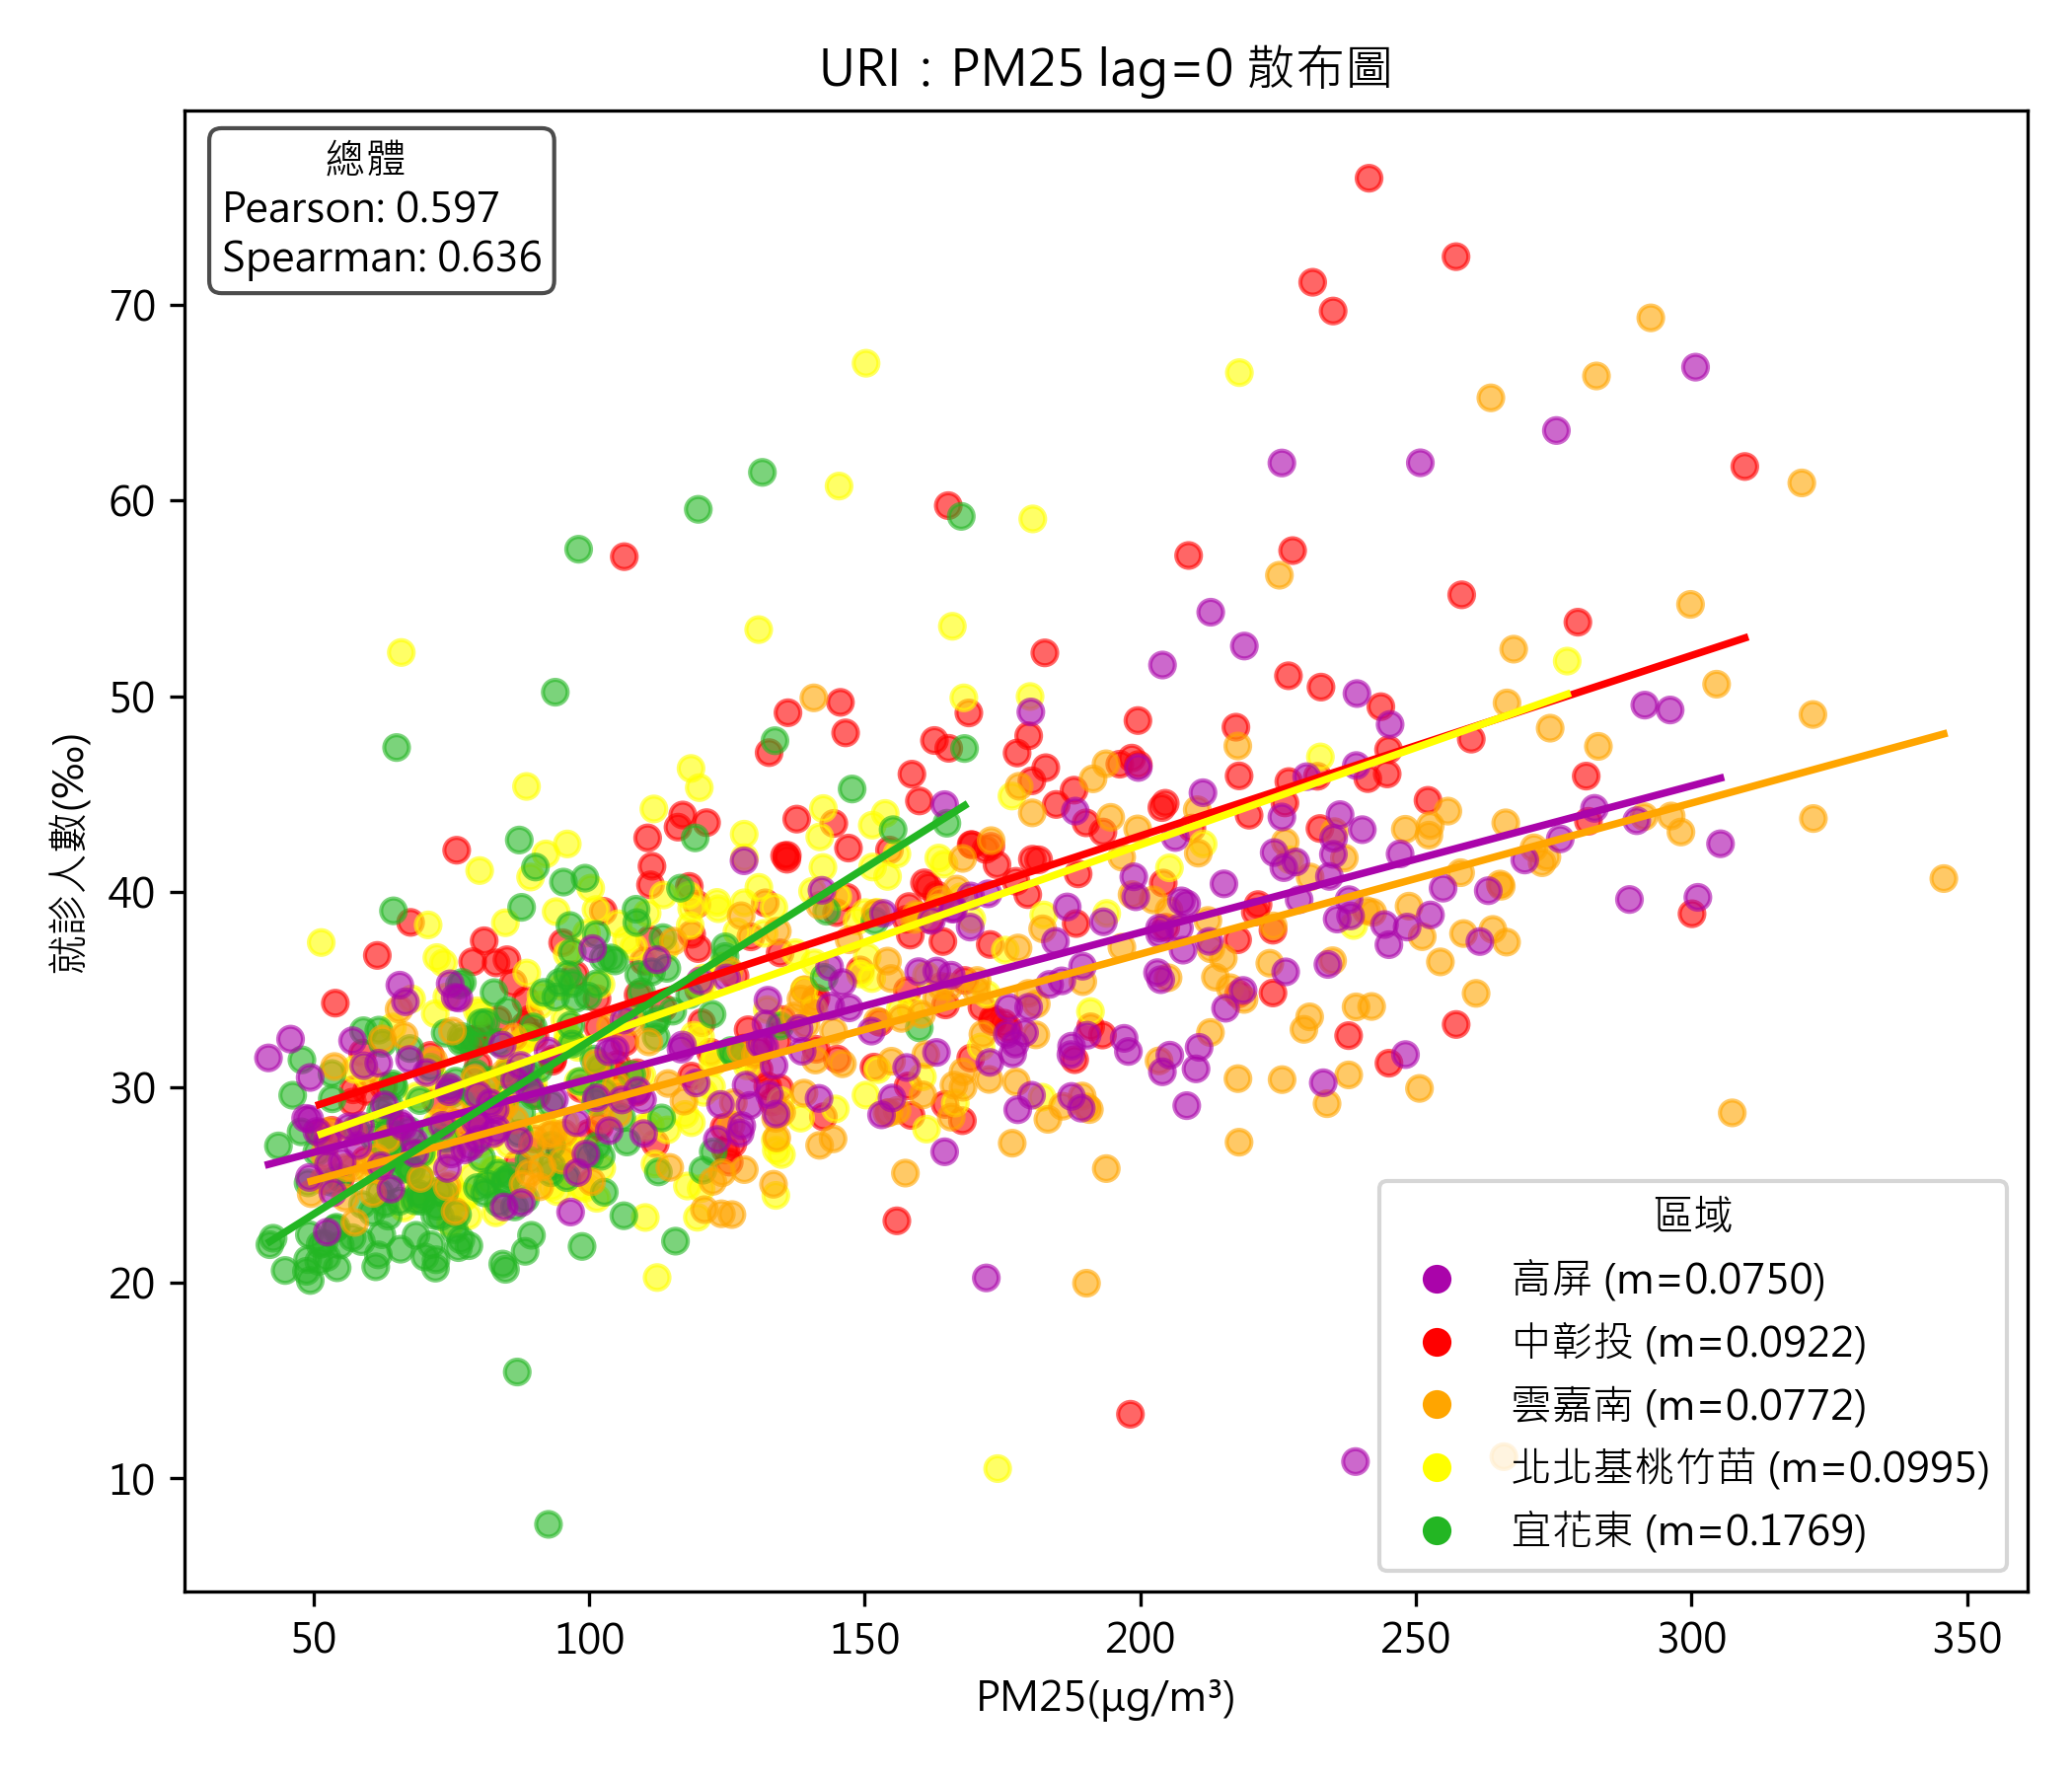 URI：PM25 lag=0 散布圖
總體
Pearson: 0.597
Spearman: 0.636
就診人數(‰)
70
60
50
40
30
20
10
區域
高屏 (m=0.0750)
中彰投 (m=0.0922)
雲嘉南 (m=0.0772)
北北基桃竹苗 (m=0.0995)
宜花東 (m=0.1769)
50 100 150 200 250 300 350
PM25(μg/m³)